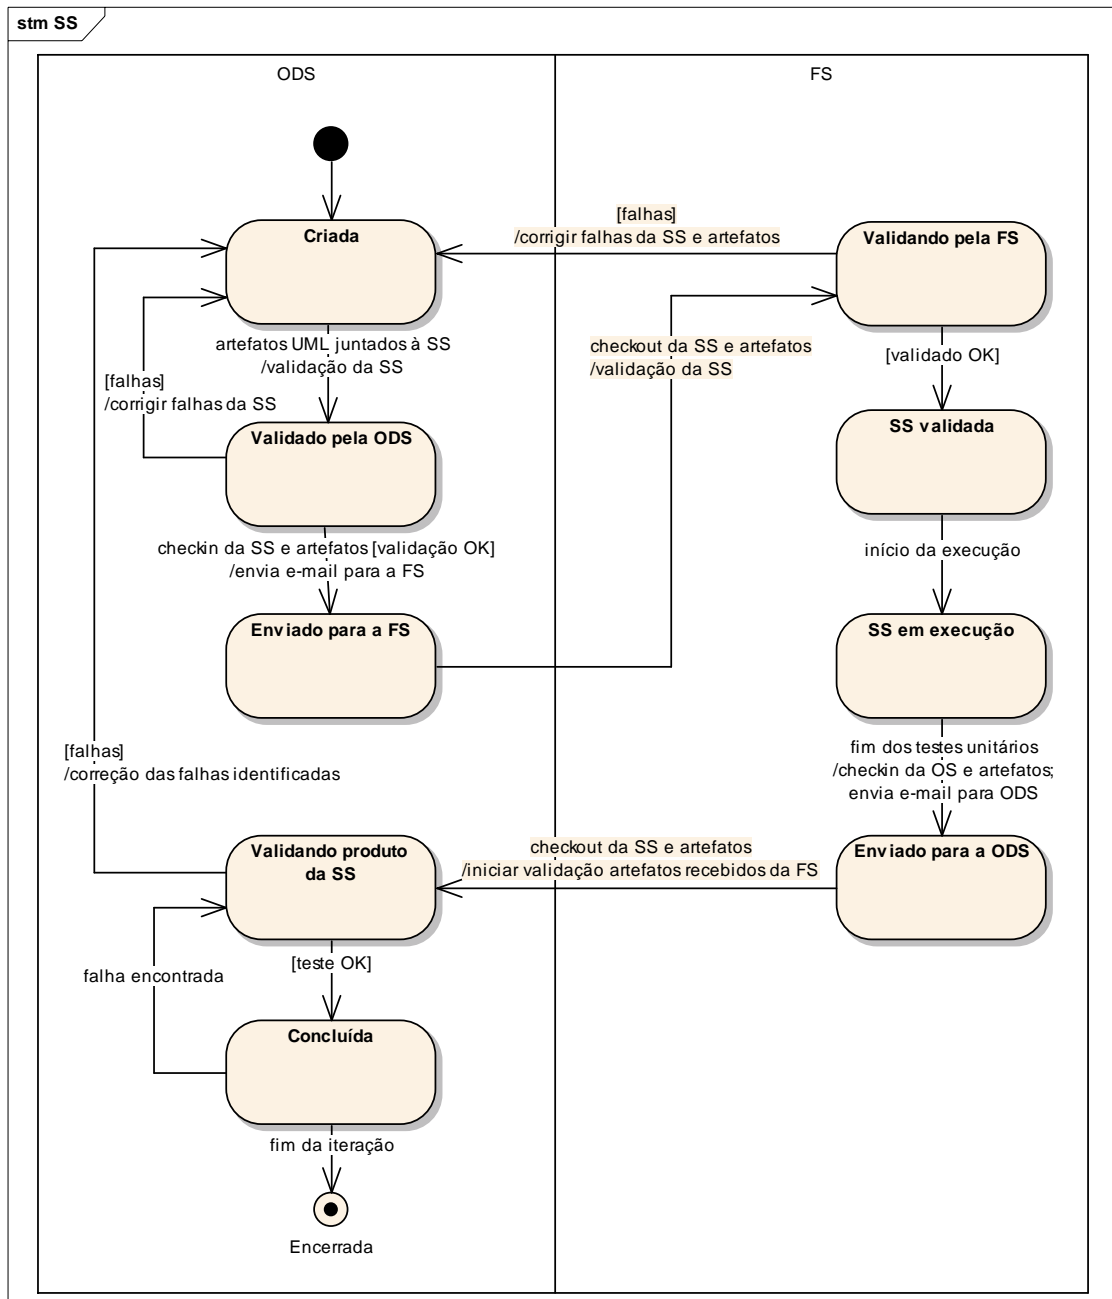 stm SS
ODS
FS
[falhas]
/corrigir falhas da SS e artefatos
Criada
Validando pela FS
artefatos UML juntados à SS
/validação da SS
checkout da SS e artefatos
/validação da SS
[validado OK]
[falhas]
/corrigir falhas da SS
Validado pela ODS
SS validada
checkin da SS e artefatos [validação OK]
/envia e-mail para a FS
início da execução
Enviado para a FS
SS em execução
[falhas]
/correção das falhas identificadas
fim dos testes unitários
/checkin da OS e artefatos;
envia e-mail para ODS
Validando produto
da SS
checkout da SS e artefatos
/iniciar validação artefatos recebidos da FS
Enviado para a ODS
falha encontrada
[teste OK]
Concluída
fim da iteração
Encerrada